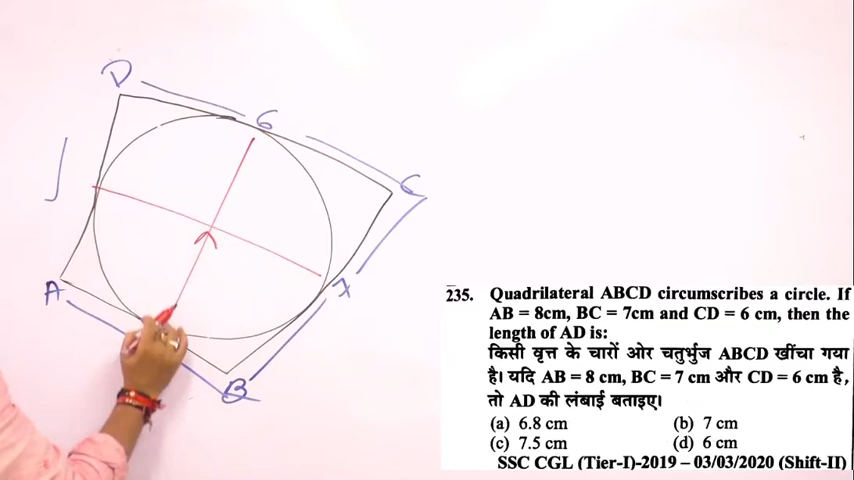 D
6
C
A
7
B
235. Quadrilateral ABCD circumscribes a circle. If
AB = 8cm, BC = 7cm and CD = 6 cm, then the
length of AD is:
किसी वृत्त के चारों ओर चतुर्भुज ABCD खींचा गया
है। यदि AB = 8 cm, BC = 7 cm और CD = 6 cm है,
तो AD की लंबाई बताइए।
(a) 6.8 cm (b) 7 cm
(c) 7.5 cm (d) 6 cm
SSC CGL (Tier-I)-2019 – 03/03/2020 (Shift-II)